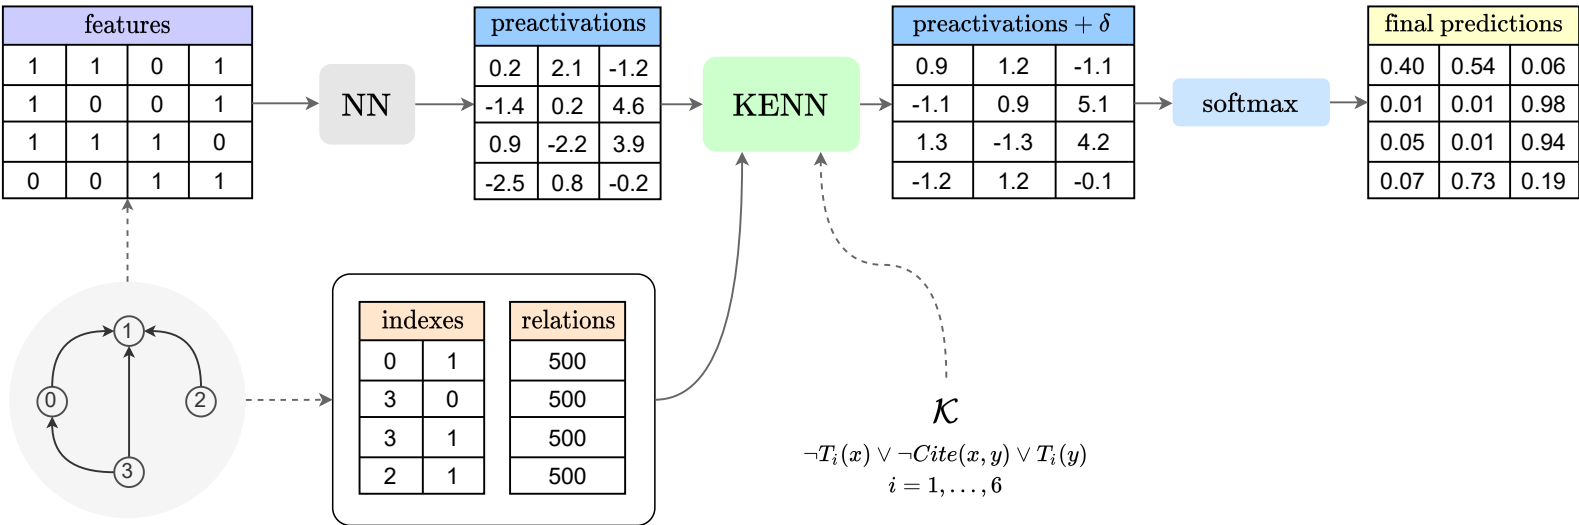 features
1 1 0 1
1 0 0 1
1 1 1 0
0 0 1 1
NN
preactivations
0.2 2.1 -1.2
-1.4 0.2 4.6
0.9 -2.2 3.9
-2.5 0.8 -0.2
KENN
preactivations + δ
0.9 1.2 -1.1
-1.1 0.9 5.1
1.3 -1.3 4.2
-1.2 1.2 -0.1
softmax
final predictions
0.40 0.54 0.06
0.01 0.01 0.98
0.05 0.01 0.94
0.07 0.73 0.19
1
0
2
3
indexes
0 1
3 0
3 1
2 1
relations
500
500
500
500
𝒦
¬T_i(x) ∨ ¬Cite(x, y) ∨ T_i(y)
i = 1, . . . , 6